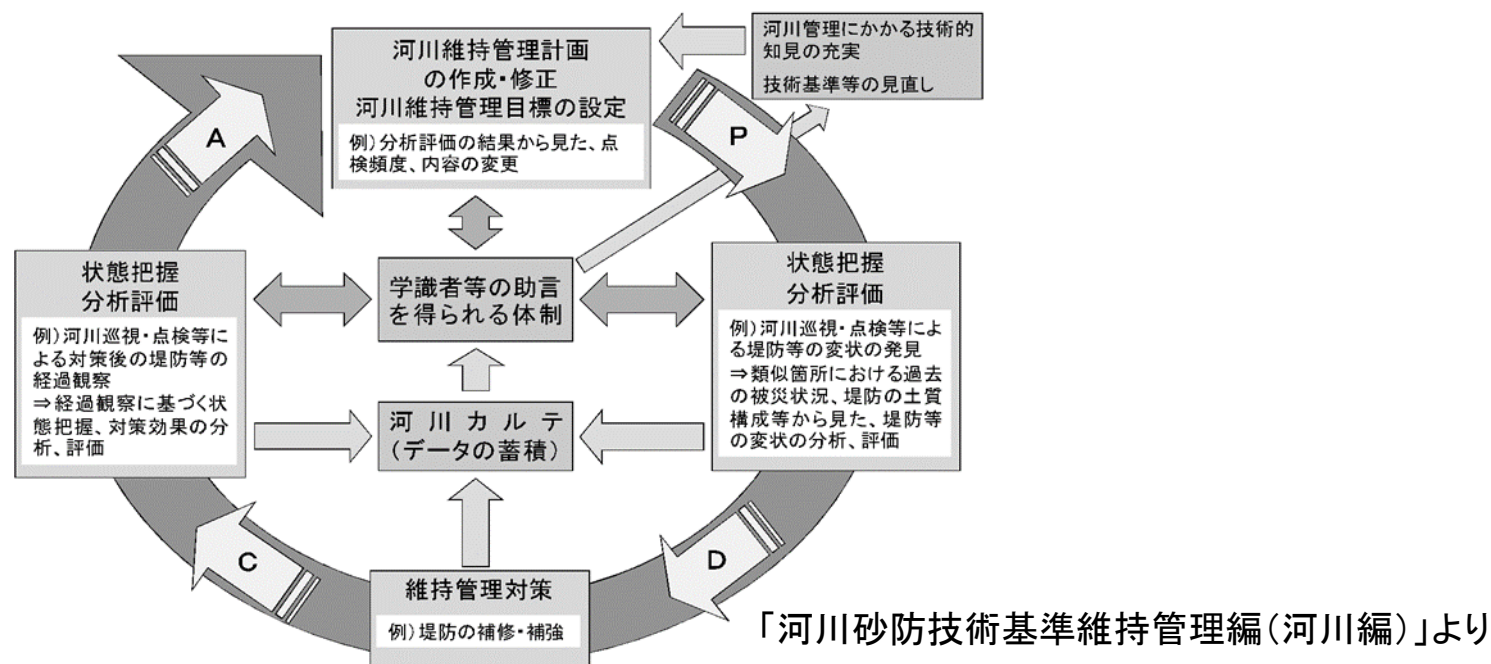 河川維持管理計画
の作成・修正
河川維持管理目標の設定
例)分析評価の結果から見た、点
検頻度、内容の変更
河川管理にかかる技術的
知見の充実
技術基準等の見直し
A
P
状態把握
分析評価
例)河川巡視・点検等に
よる対策後の堤防等の
経過観察
⇒経過観察に基づく状
態把握、対策効果の分
析、評価
学識者等の助言
を得られる体制
状態把握
分析評価
例)河川巡視・点検等によ
る堤防等の変状の発見
⇒類似箇所における過去
の被災状況、堤防の土質
構成等から見た、堤防等
の変状の分析、評価
河川カルテ
(データの蓄積)
C
D
維持管理対策
例)堤防の補修・補強
「河川砂防技術基準維持管理編(河川編)」より